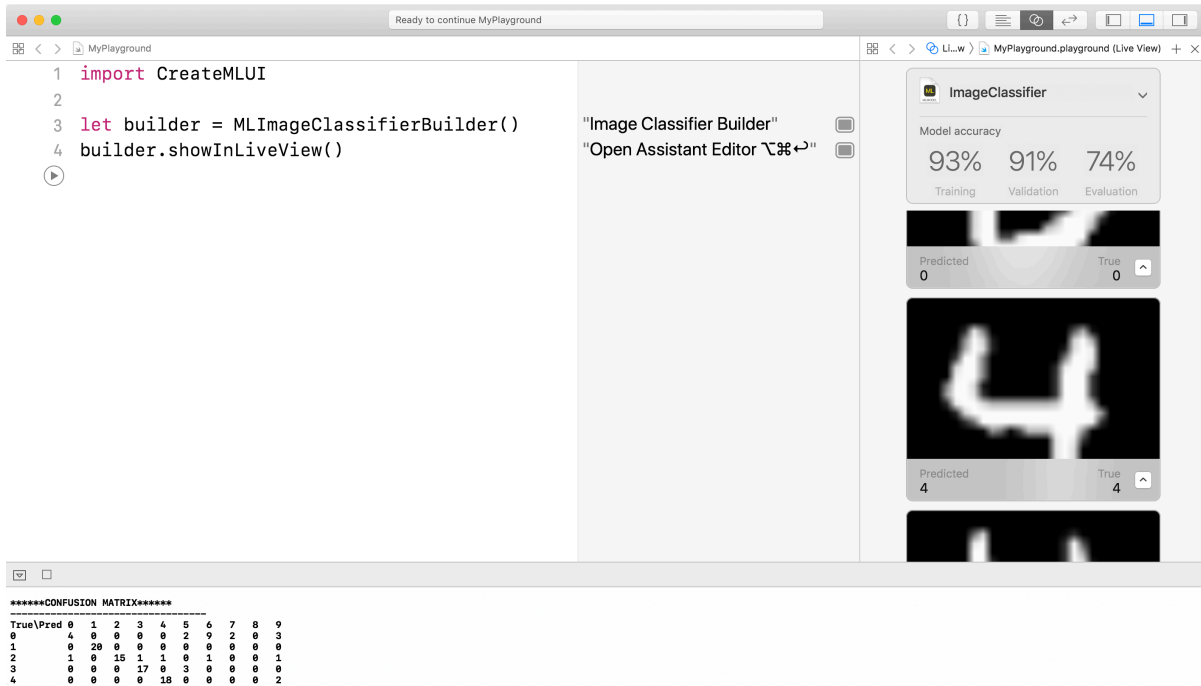 Ready to continue MyPlayground
{}
MyPlayground
Li...w
MyPlayground.playground (Live View)
1 import CreateMLUI
2
3 let builder = MLImageClassifierBuilder()
4 builder.showInLiveView()
"Image Classifier Builder"
"Open Assistant Editor ⌥⌘↩"
ML
ImageClassifier
Model accuracy
93% 91% 74%
Training Validation Evaluation
Predicted True
0 0
4
Predicted True
4 4
******CONFUSION MATRIX******
----------------------------------
True\Pred 0 1 2 3 4 5 6 7 8 9
0 4 0 0 0 0 2 9 2 0 3
1 0 20 0 0 0 0 0 0 0 0
2 1 0 15 1 1 0 1 0 0 1
3 0 0 0 17 0 3 0 0 0 0
4 0 0 0 0 18 0 0 0 0 2